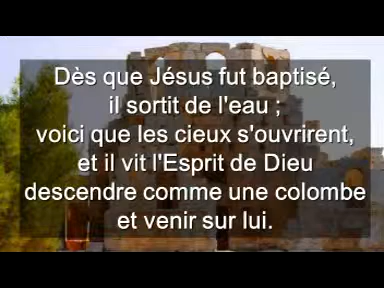 Dès que Jésus fut baptisé,
il sortit de l'eau ;
voici que les cieux s'ouvrirent,
et il vit l'Esprit de Dieu
descendre comme une colombe
et venir sur lui.